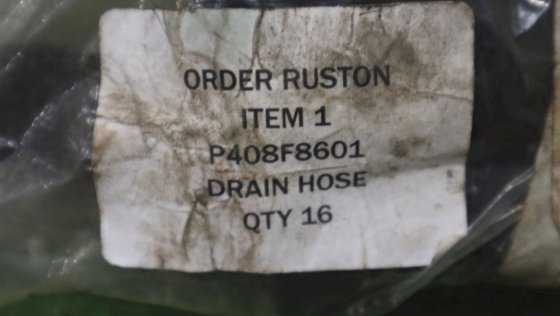 ORDER RUSTON
ITEM 1
P408F8601
DRAIN HOSE
QTY 16